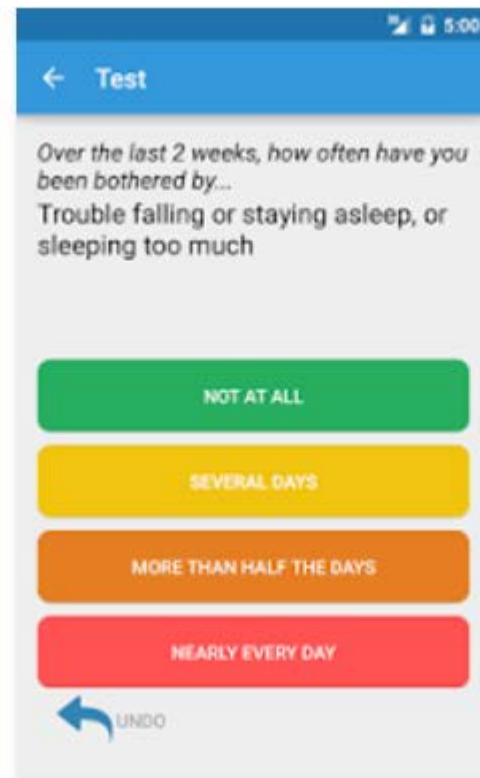 5:00
Test
Over the last 2 weeks, how often have you
been bothered by...
Trouble falling or staying asleep, or
sleeping too much
NOT AT ALL
SEVERAL DAYS
MORE THAN HALF THE DAYS
NEARLY EVERY DAY
UNDO